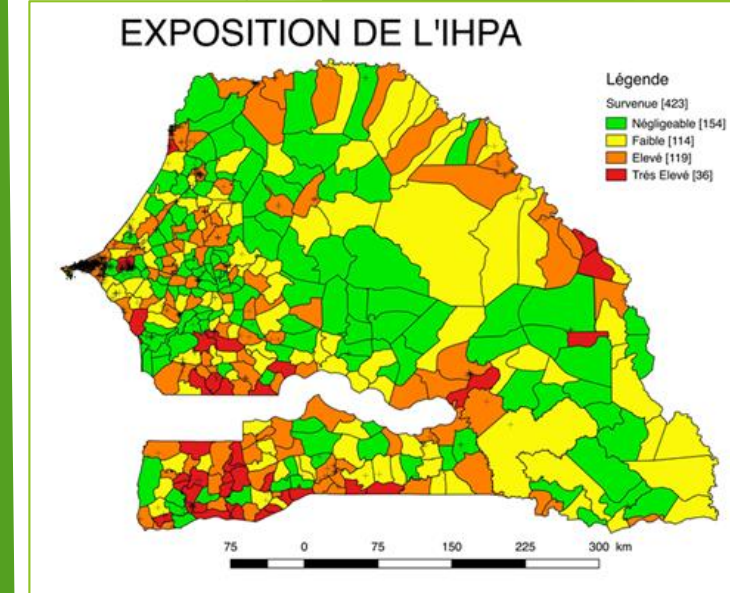 EXPOSITION DE L'IHPA
Légende
Survenue [423]
Négligeable [154]
Faible [114]
Elevé [119]
Trés Elevé [36]
75 0 75 150 225 300 km